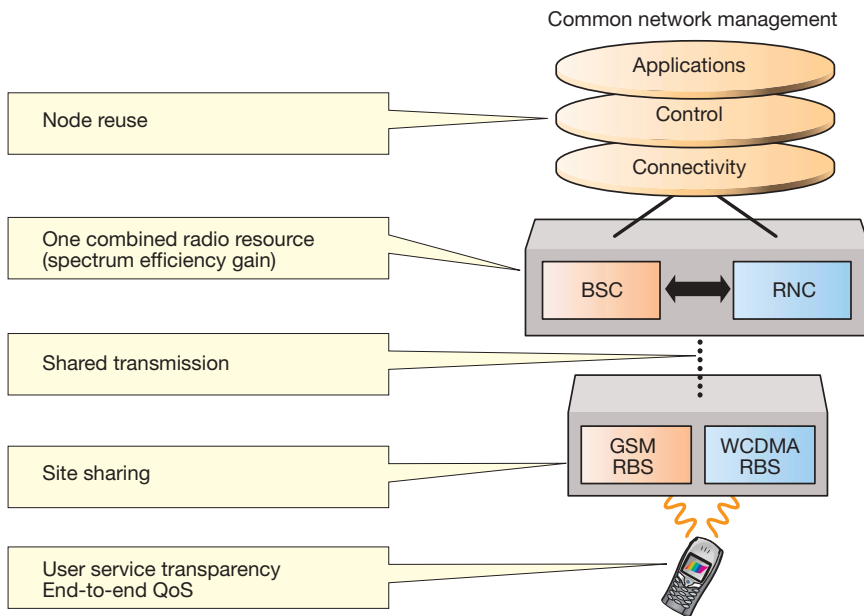 Common network management
Applications
Node reuse
Control
Connectivity
One combined radio resource
(spectrum efficiency gain)
BSC
RNC
Shared transmission
GSM
RBS
WCDMA
RBS
Site sharing
User service transparency
End-to-end QoS